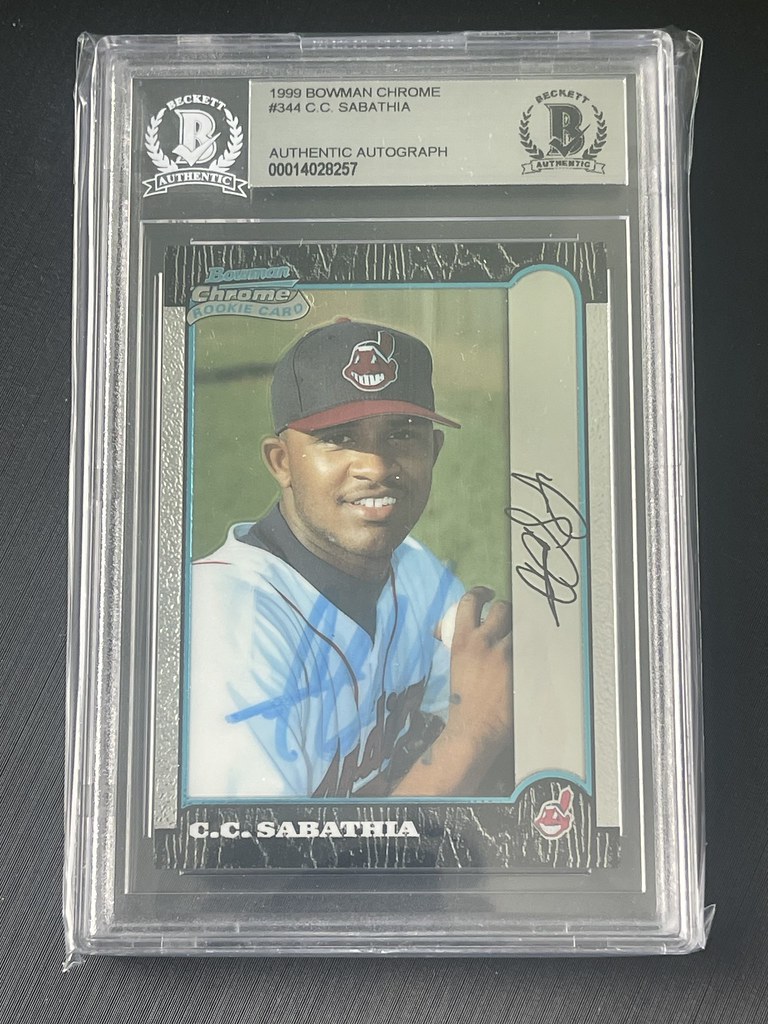 BECKETT
B
AUTHENTIC
1999 BOWMAN CHROME
#344 C.C. SABATHIA
AUTHENTIC AUTOGRAPH
00014028257
BECKETT
B
AUTHENTIC
Bowman
Chrome
ROOKIE CARD
C.C. SABATHIA